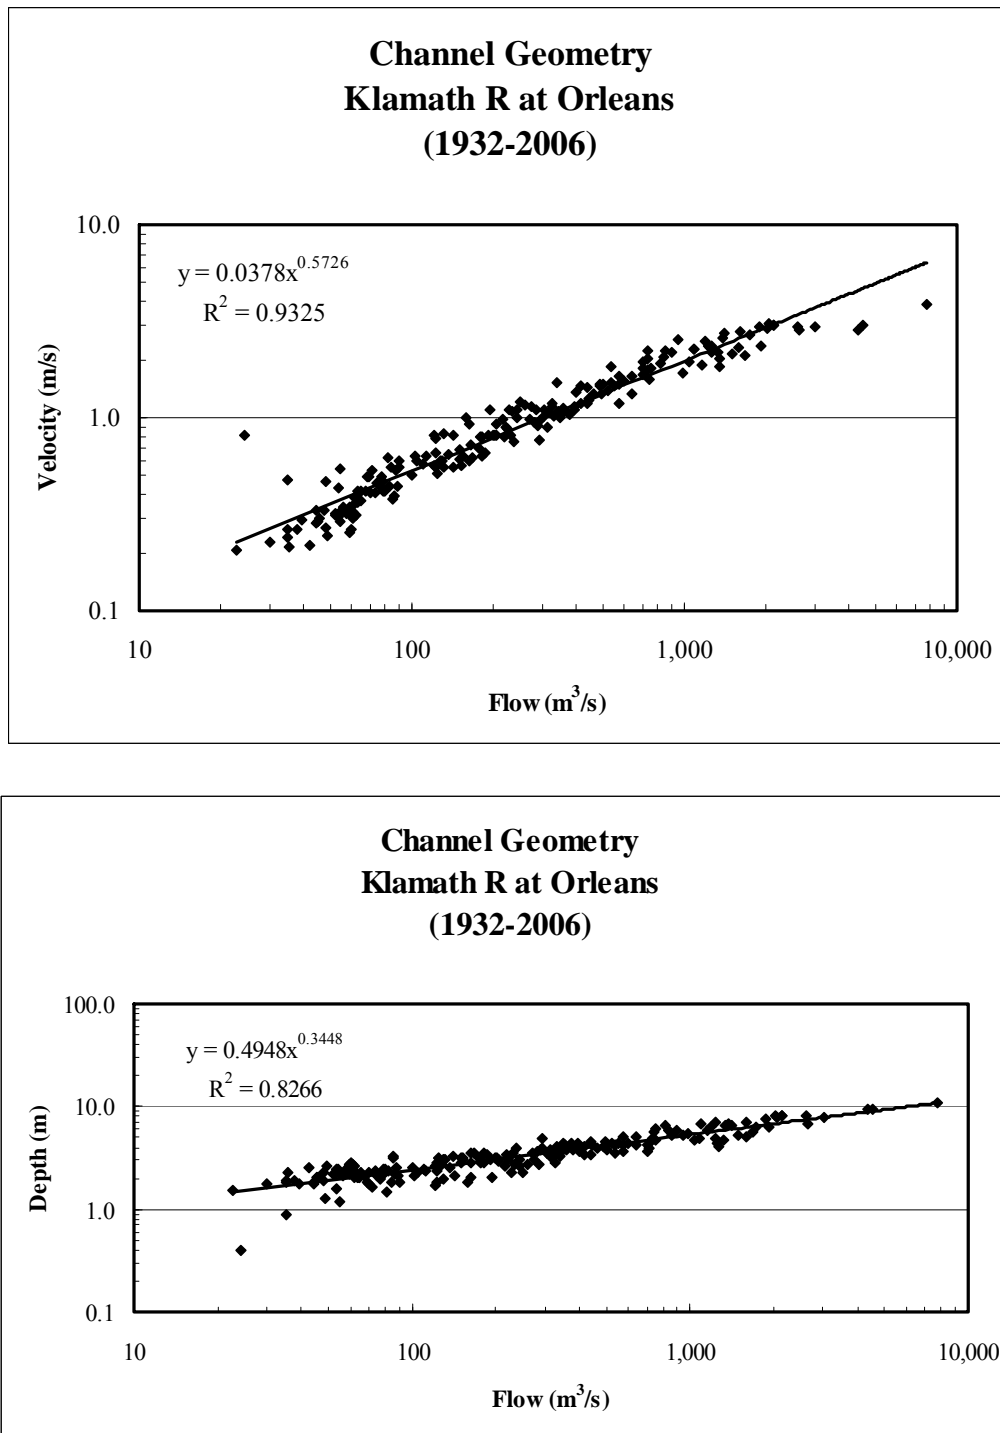 Channel Geometry
Klamath R at Orleans
(1932-2006)
10.0
y = 0.0378x^0.5726
R^2 = 0.9325
1.0
Velocity (m/s)
0.1
10 100 1,000 10,000
Flow (m^3/s)
Channel Geometry
Klamath R at Orleans
(1932-2006)
100.0
y = 0.4948x^0.3448
R^2 = 0.8266
10.0
Depth (m)
1.0
0.1
10 100 1,000 10,000
Flow (m^3/s)